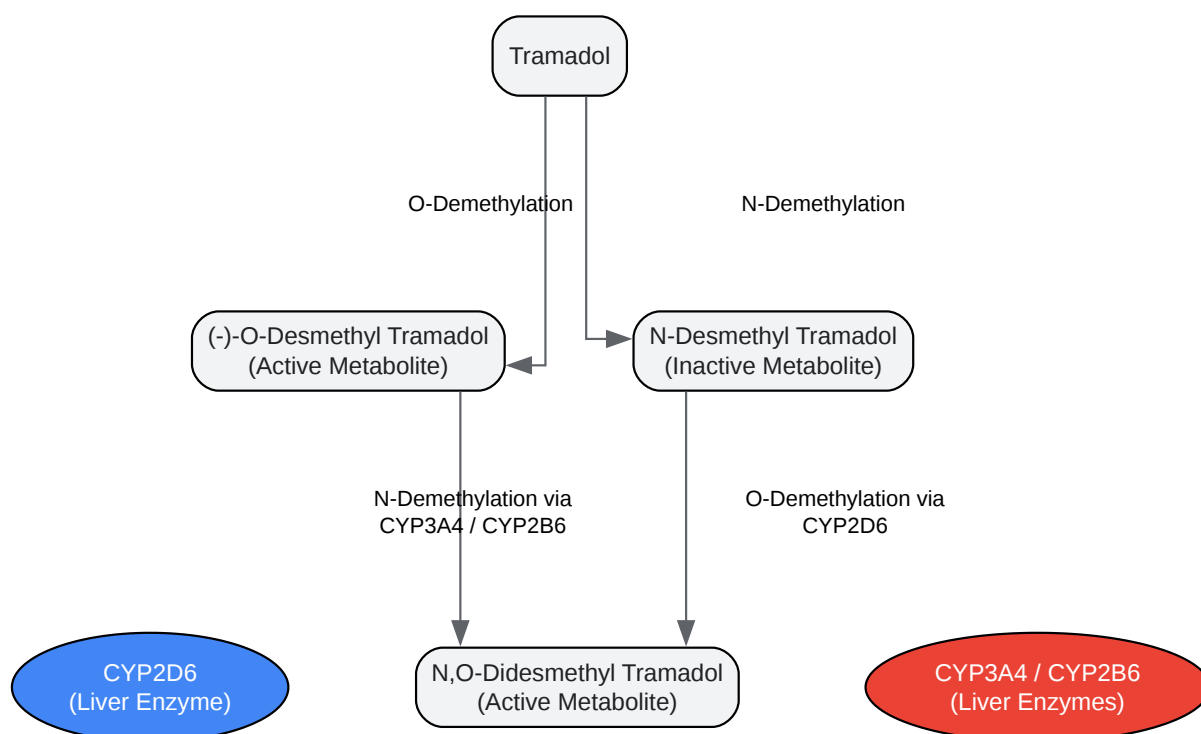 Tramadol
O-Demethylation
N-Demethylation
(-)-O-Desmethyl Tramadol
(Active Metabolite)
N-Desmethyl Tramadol
(Inactive Metabolite)
N-Demethylation via
CYP3A4 / CYP2B6
O-Demethylation via
CYP2D6
CYP2D6
(Liver Enzyme)
N,O-Didesmethyl Tramadol
(Active Metabolite)
CYP3A4 / CYP2B6
(Liver Enzymes)